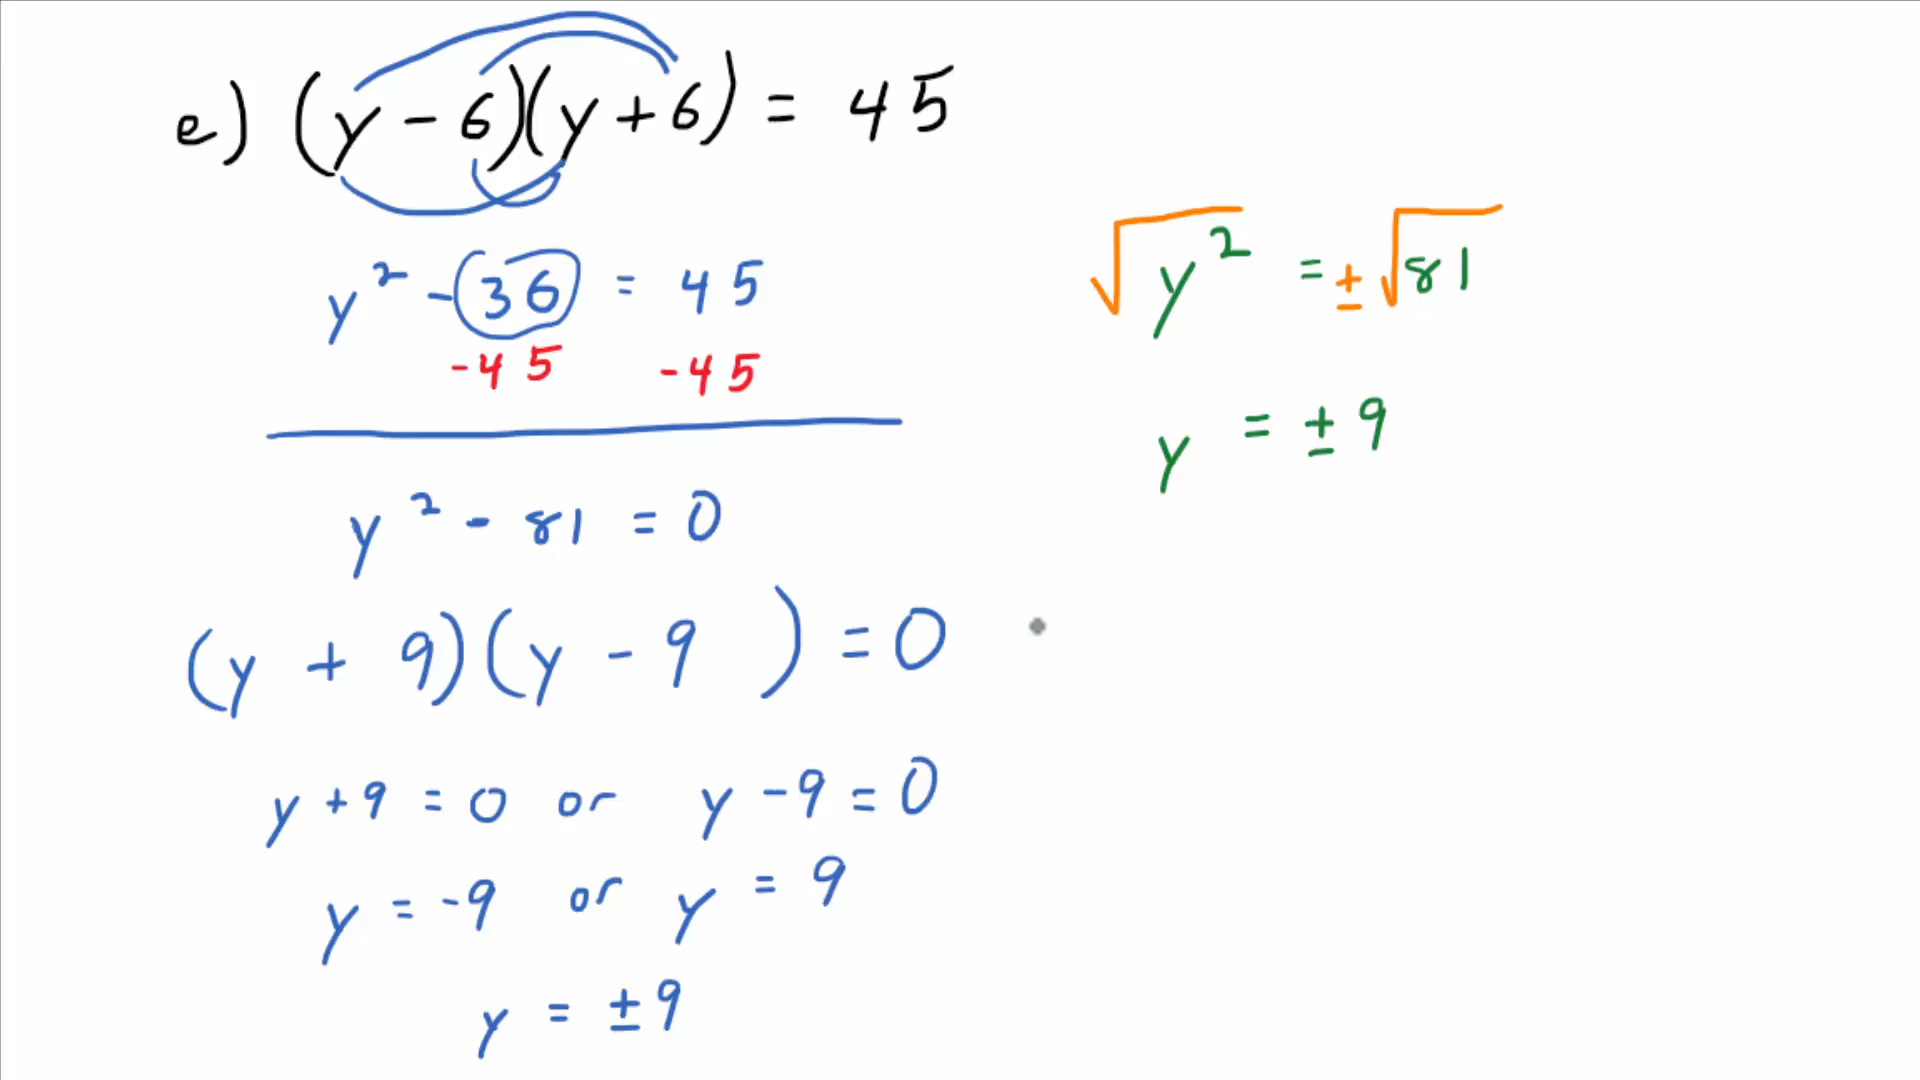 e) (y - 6)(y + 6) = 45
y² - 36 = 45
-45 -45
y² - 81 = 0
(y + 9)(y - 9) = 0
y + 9 = 0 or y - 9 = 0
y = -9 or y = 9
y = ± 9
√y² = ± √81
y = ± 9